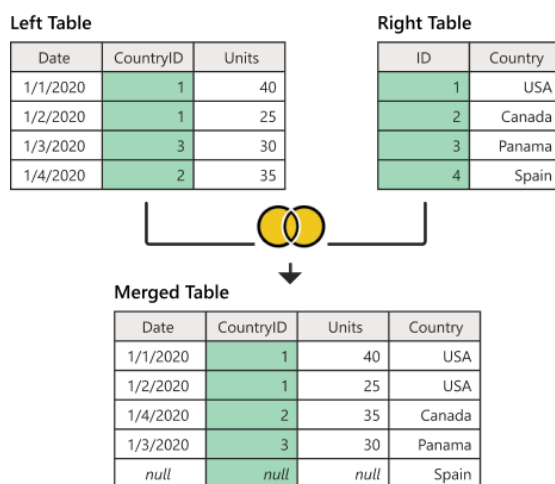 Left Table
Date CountryID Units
1/1/2020 1 40
1/2/2020 1 25
1/3/2020 3 30
1/4/2020 2 35
Right Table
ID Country
1 USA
2 Canada
3 Panama
4 Spain
Merged Table
Date CountryID Units Country
1/1/2020 1 40 USA
1/2/2020 1 25 USA
1/4/2020 2 35 Canada
1/3/2020 3 30 Panama
null null null Spain